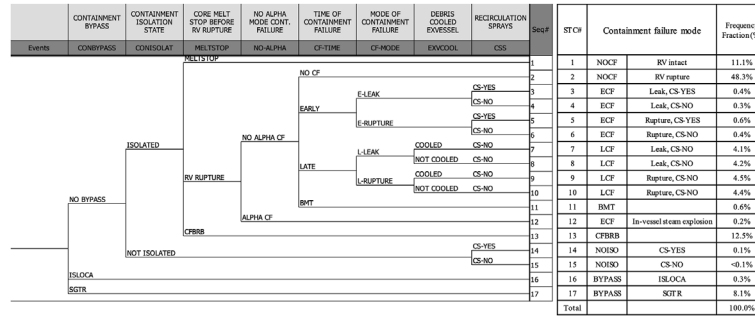 CONTAINMENT BYPASS
CONTAINMENT ISOLATION STATE
CORE MELT STOP BEFORE RV RUPTURE
NO ALPHA MODE CONT. FAILURE
TIME OF CONTAINMENT FAILURE
MODE OF CONTAINMENT FAILURE
DEBRIS COOLED EXVESSEL
RECIRCULATION SPRAYS
Seq#
Events CONBYPASS CONISOLAT MELTSTOP NO-ALPHA CF-TIME CF-MODE EXVCOOL CSS
MELTSTOP 1
NO CF 2
CS-YES 3
E-LEAK
CS-NO 4
EARLY
CS-YES 5
E-RUPTURE
CS-NO 6
NO ALPHA CF
ISOLATED
COOLED CS-NO 7
L-LEAK
NOT COOLED CS-NO 8
LATE
COOLED CS-NO 9
RV RUPTURE
L-RUPTURE
NOT COOLED CS-NO 10
NO BYPASS
BMT 11
ALPHA CF 12
CFBRB 13
CS-YES 14
NOT ISOLATED
CS-NO 15
ISLOCA 16
SGTR 17
STC# Containment failure mode Frequency Fraction
1 NOCF RV intact 11.1%
2 NOCF RV rupture 48.3%
3 ECF Leak, CS-YES 0.4%
4 ECF Leak, CS-NO 0.3%
5 ECF Rupture, CS-YES 0.6%
6 ECF Rupture, CS-NO 0.4%
7 LCF Leak, CS-NO 4.1%
8 LCF Leak, CS-NO 4.2%
9 LCF Rupture, CS-NO 4.5%
10 LCF Rupture, CS-NO 4.4%
11 BMT 0.6%
12 ECF In-vessel steam explosion 0.2%
13 CFBRB 12.5%
14 NOISO CS-YES 0.1%
15 NOISO CS-NO <0.1%
16 BYPASS ISLOCA 0.3%
17 BYPASS SGTR 8.1%
Total 100.0%